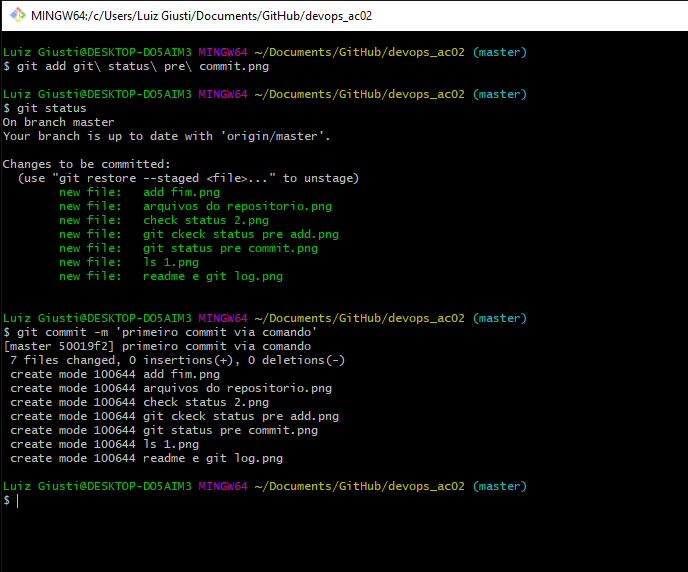 MINGW64:/c/Users/Luiz Giusti/Documents/GitHub/devops_ac02
Luiz Giusti@DESKTOP-DO5AIM3 MINGW64 ~/Documents/GitHub/devops_ac02 (master)
$ git add git\ status\ pre\ commit.png
Luiz Giusti@DESKTOP-DO5AIM3 MINGW64 ~/Documents/GitHub/devops_ac02 (master)
$ git status
On branch master
Your branch is up to date with 'origin/master'.
Changes to be committed:
(use "git restore --staged <file>..." to unstage)
new file: add fim.png
new file: arquivos do repositorio.png
new file: check status 2.png
new file: git ckeck status pre add.png
new file: git status pre commit.png
new file: ls 1.png
new file: readme e git log.png
Luiz Giusti@DESKTOP-DO5AIM3 MINGW64 ~/Documents/GitHub/devops_ac02 (master)
$ git commit -m 'primeiro commit via comando'
[master 50019f2] primeiro commit via comando
7 files changed, 0 insertions(+), 0 deletions(-)
create mode 100644 add fim.png
create mode 100644 arquivos do repositorio.png
create mode 100644 check status 2.png
create mode 100644 git ckeck status pre add.png
create mode 100644 git status pre commit.png
create mode 100644 ls 1.png
create mode 100644 readme e git log.png
Luiz Giusti@DESKTOP-DO5AIM3 MINGW64 ~/Documents/GitHub/devops_ac02 (master)
$